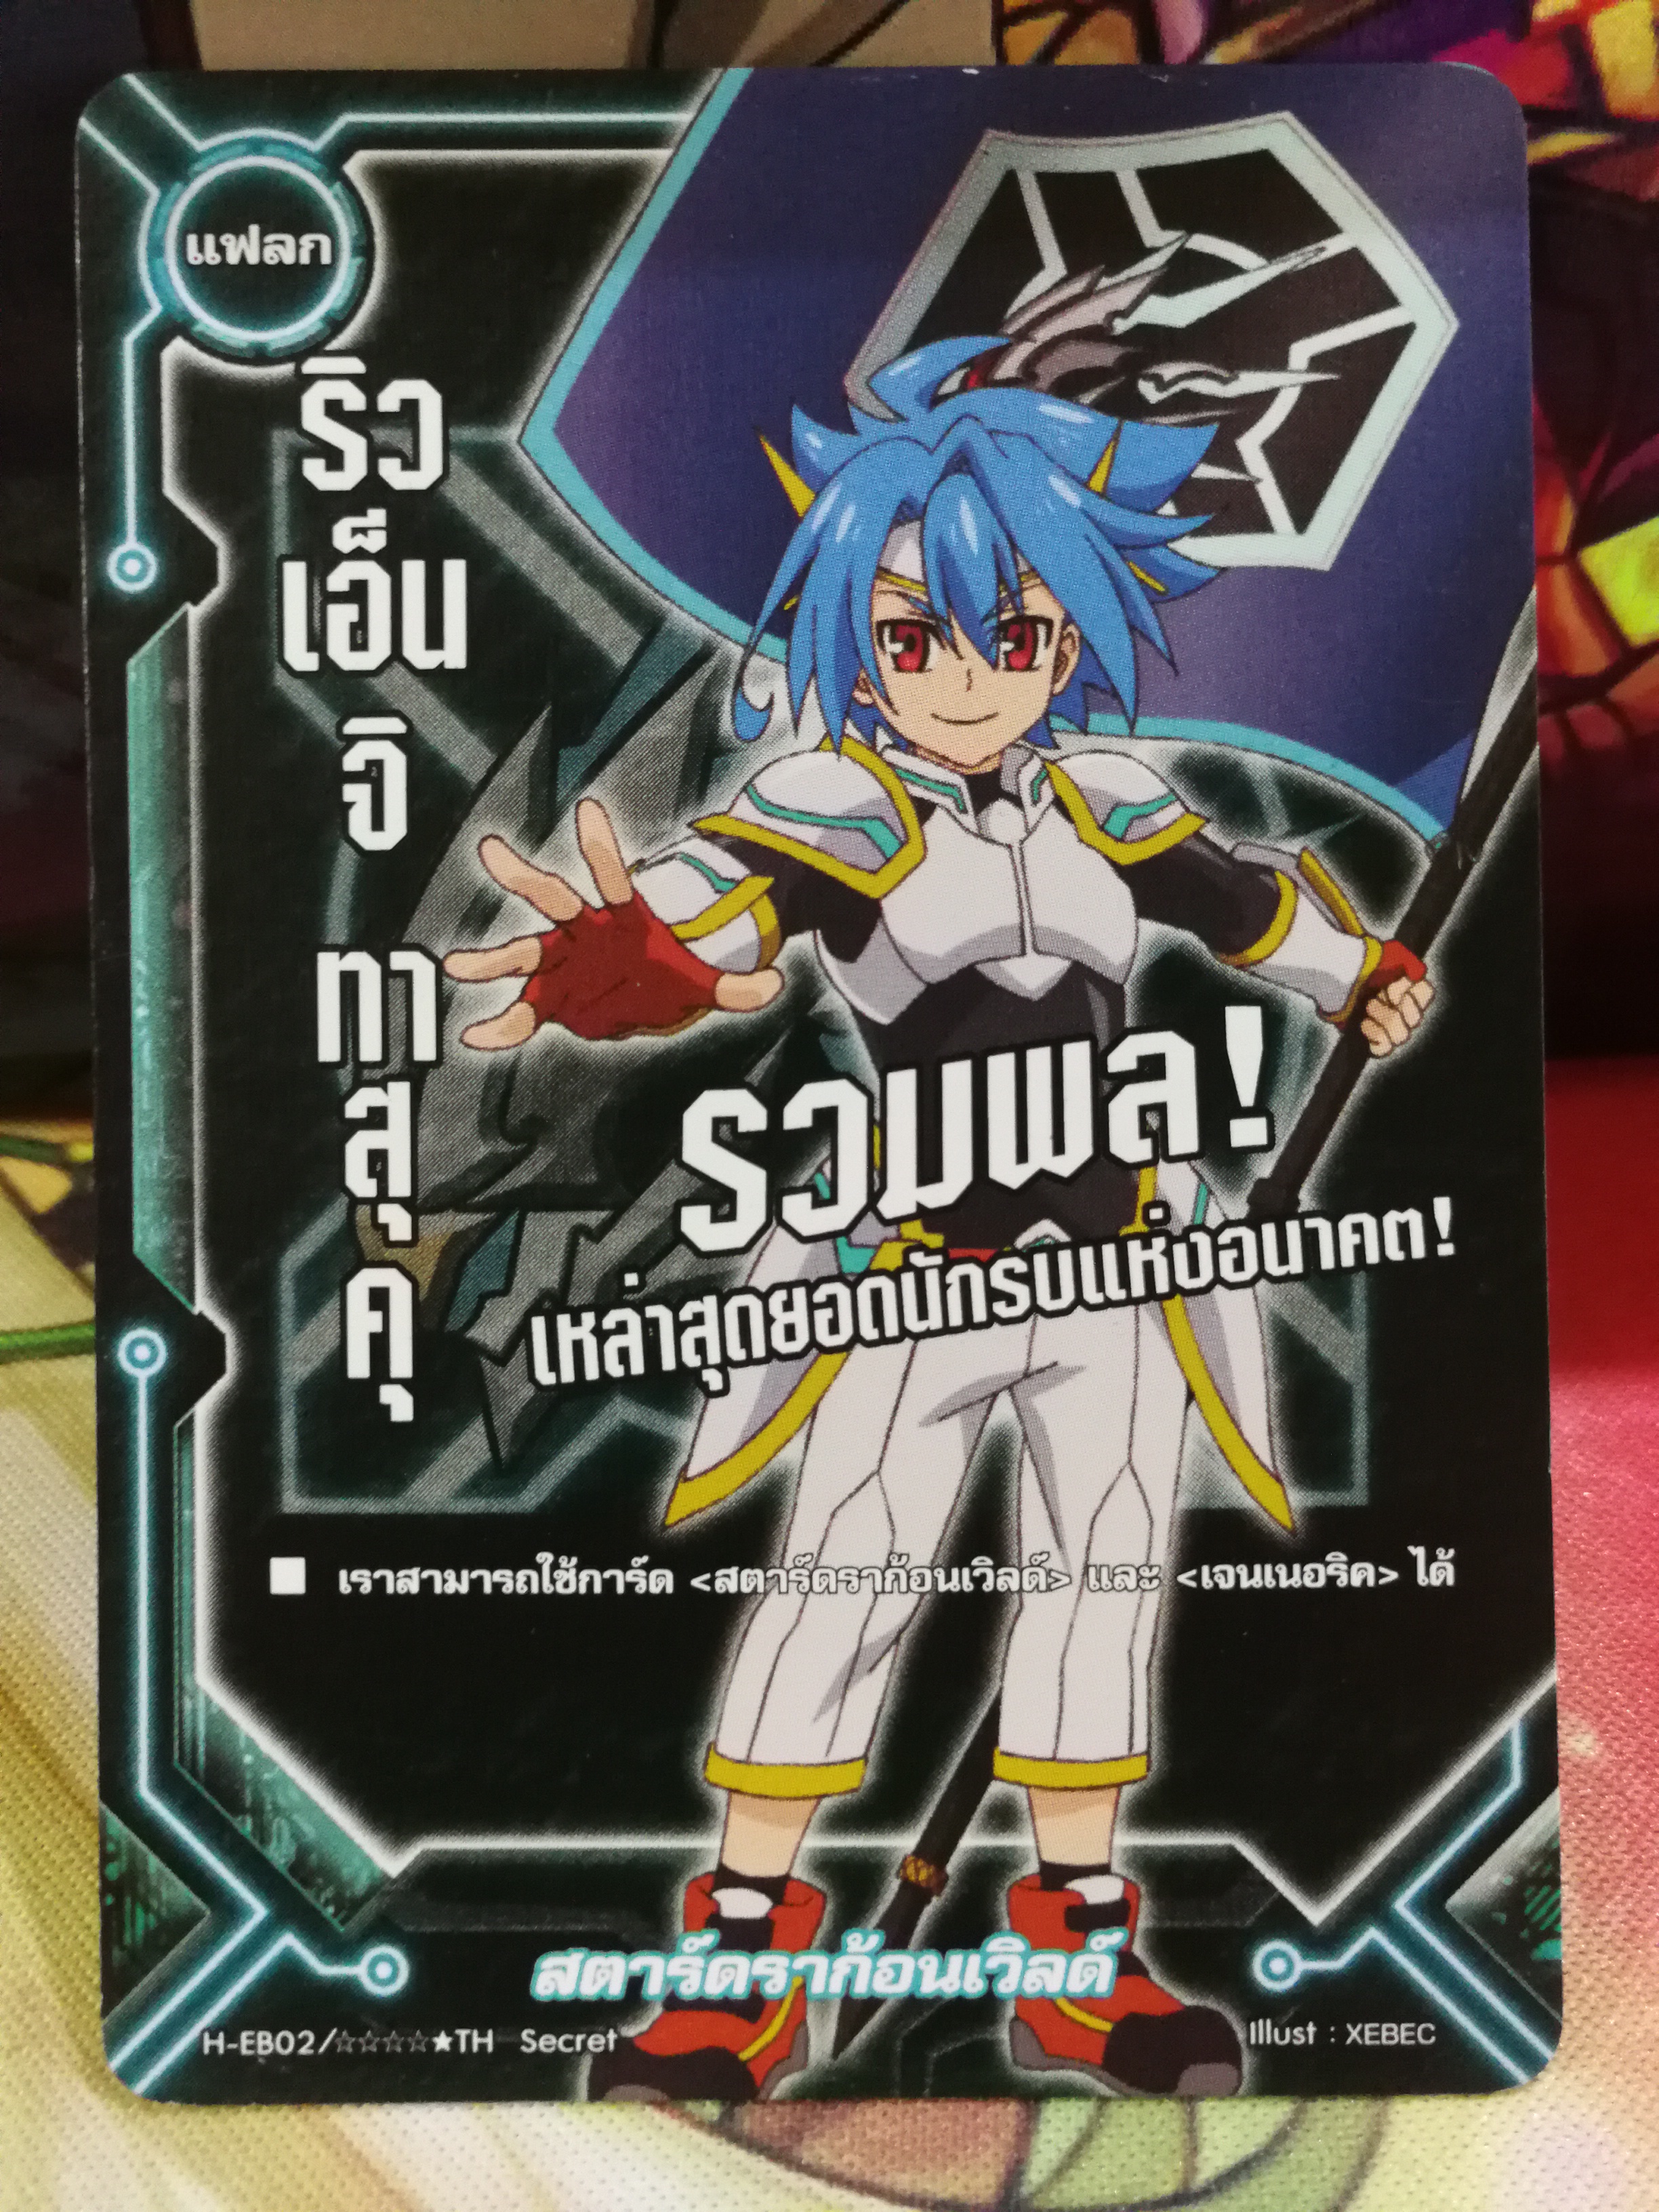 แฟลก
ริว
เอ็น
จิ
ทา
สุ
คุ
รวมพล!
เหล่าสุดยอดนักรบแห่งอนาคต!
■ เราสามารถใช้การ์ด <สตาร์ดราก้อนเวิลด์> และ <เจนเนอริค> ได้
สตาร์ดราก้อนเวิลด์
H-EB02/☆☆☆☆★TH Secret
Illust : XEBEC